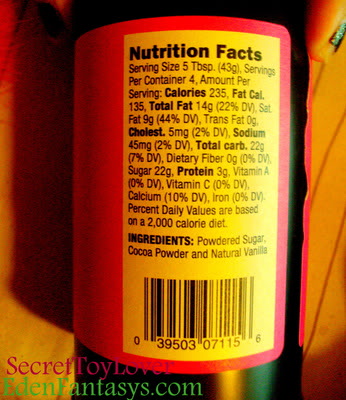 Nutrition Facts
Serving Size 5 Tbsp. (43g), Servings
Per Container 4, Amount Per
Serving: Calories 235, Fat Cal.
135, Total Fat 14g (22% DV), Sat.
Fat 9g (44% DV), Trans Fat 0g,
Cholest. 5mg (2% DV), Sodium
45mg (2% DV), Total carb. 22g
(7% DV), Dietary Fiber 0g (0% DV),
Sugar 22g, Protein 3g, Vitamin A
(0% DV), Vitamin C (0% DV),
Calcium (10% DV), Iron (0% DV).
Percent Daily Values are based
on a 2,000 calorie diet.
INGREDIENTS: Powdered Sugar,
Cocoa Powder and Natural Vanilla
0 39503 07115 6
SecretToyLover
EdenFantasys.com